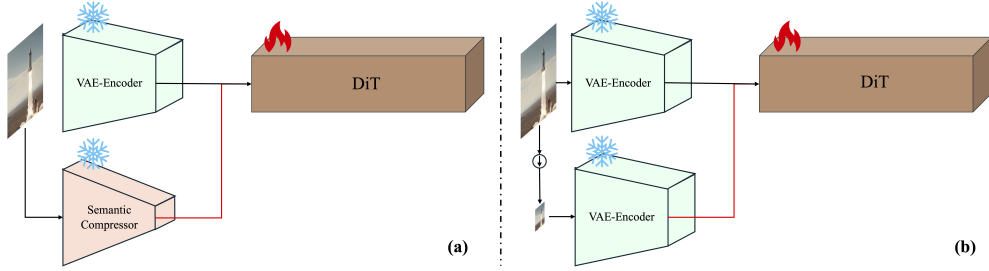 VAE-Encoder
DiT
Semantic
Compressor
(a)
VAE-Encoder
DiT
VAE-Encoder
(b)